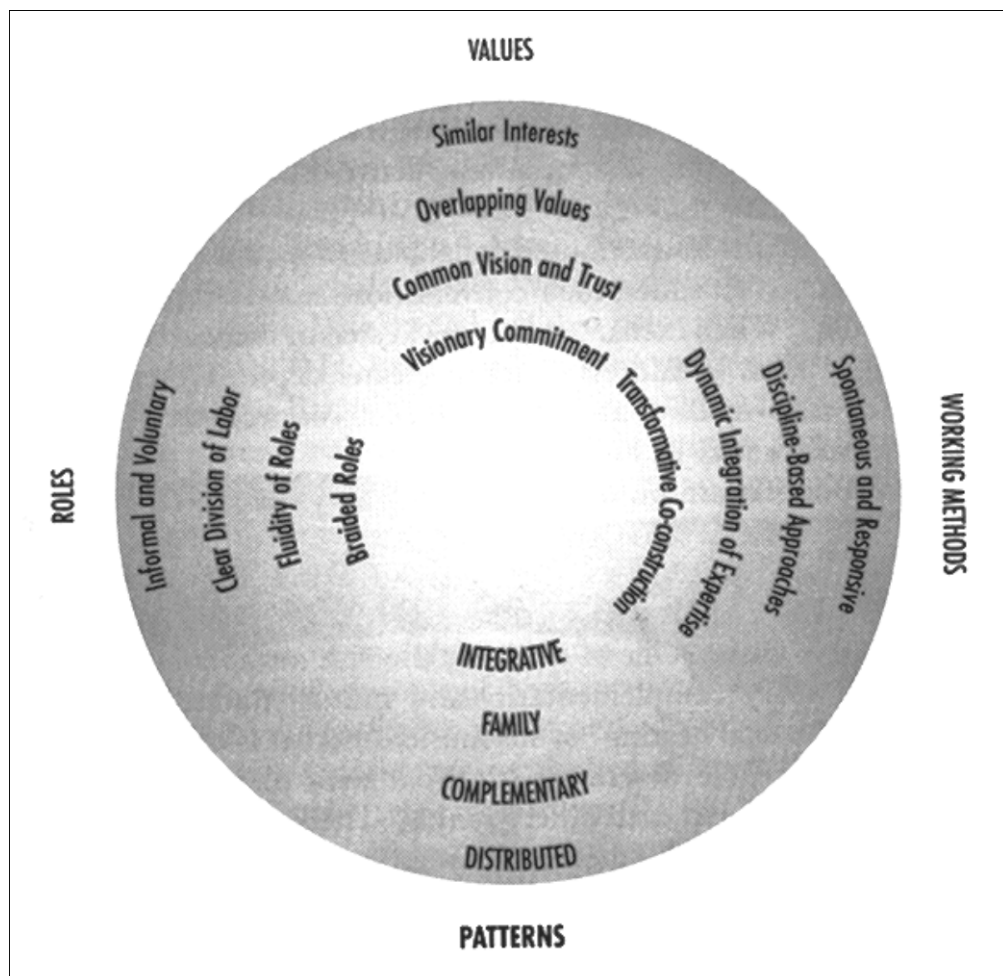 VALUES
Similar Interests
Overlapping Values
Common Vision and Trust
Visionary Commitment
ROLES
Informal and Voluntary
Clear Division of Labor
Fluidity of Roles
Braided Roles
Transformative Co-construction
Dynamic Integration of Expertise
Discipline-Based Approaches
Spontaneous and Responsive
WORKING METHODS
INTEGRATIVE
FAMILY
COMPLEMENTARY
DISTRIBUTED
PATTERNS